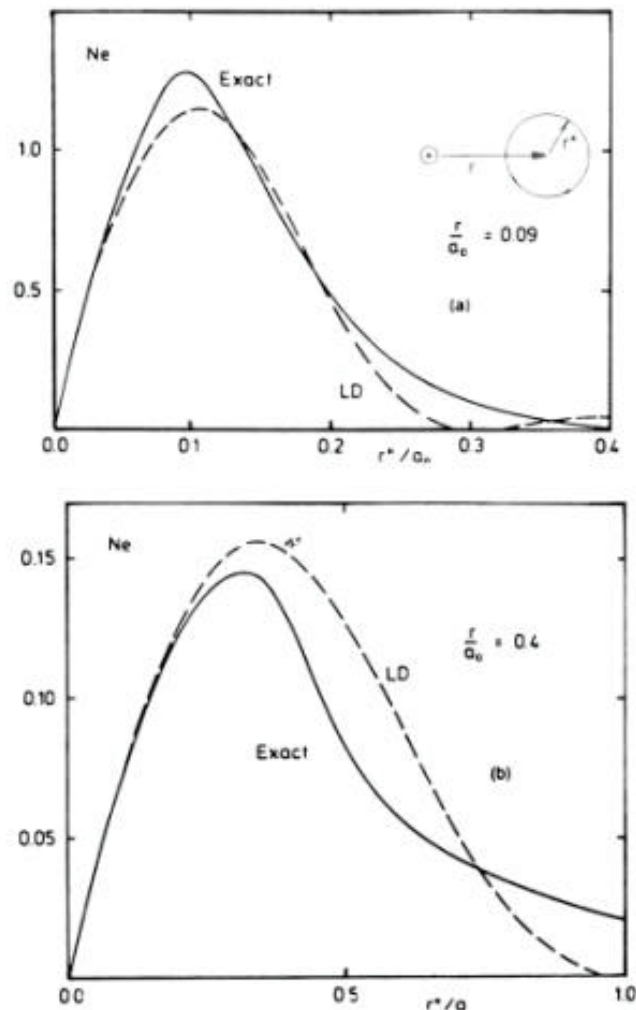 Ne
Exact
1.0
r
r"
r
a₀
= 0.09
(a)
0.5
LD
0.0
0.1
0.2
0.3
0.4
r"/a₀
0.15
Ne
r
a₀
= 0.4
LD
0.10
Exact
(b)
0.05
0.0
0.5
1.0
r"/a